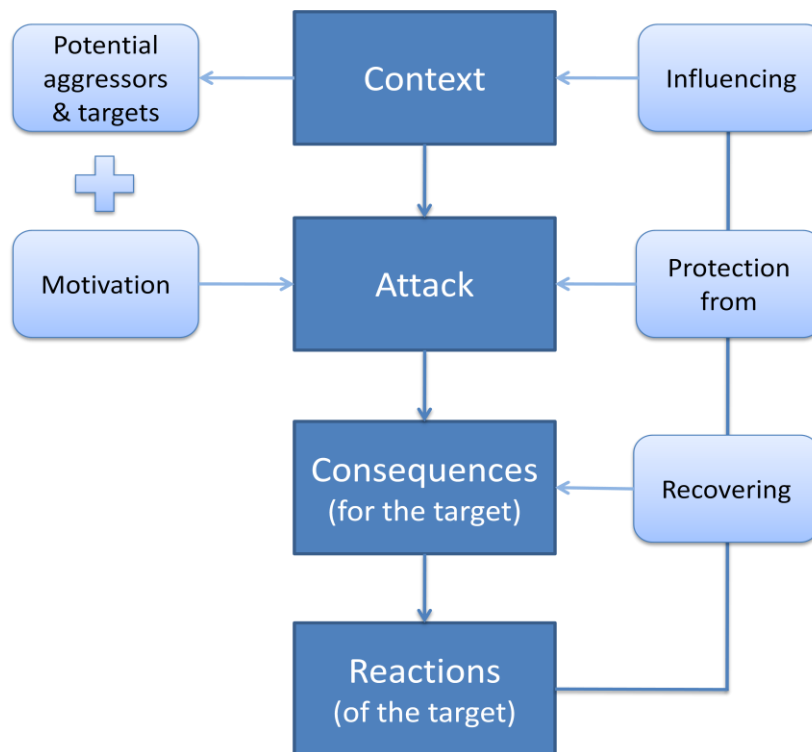 Potential
aggressors
& targets
Context
Influencing
Motivation
Attack
Protection
from
Consequences
(for the target)
Recovering
Reactions
(of the target)